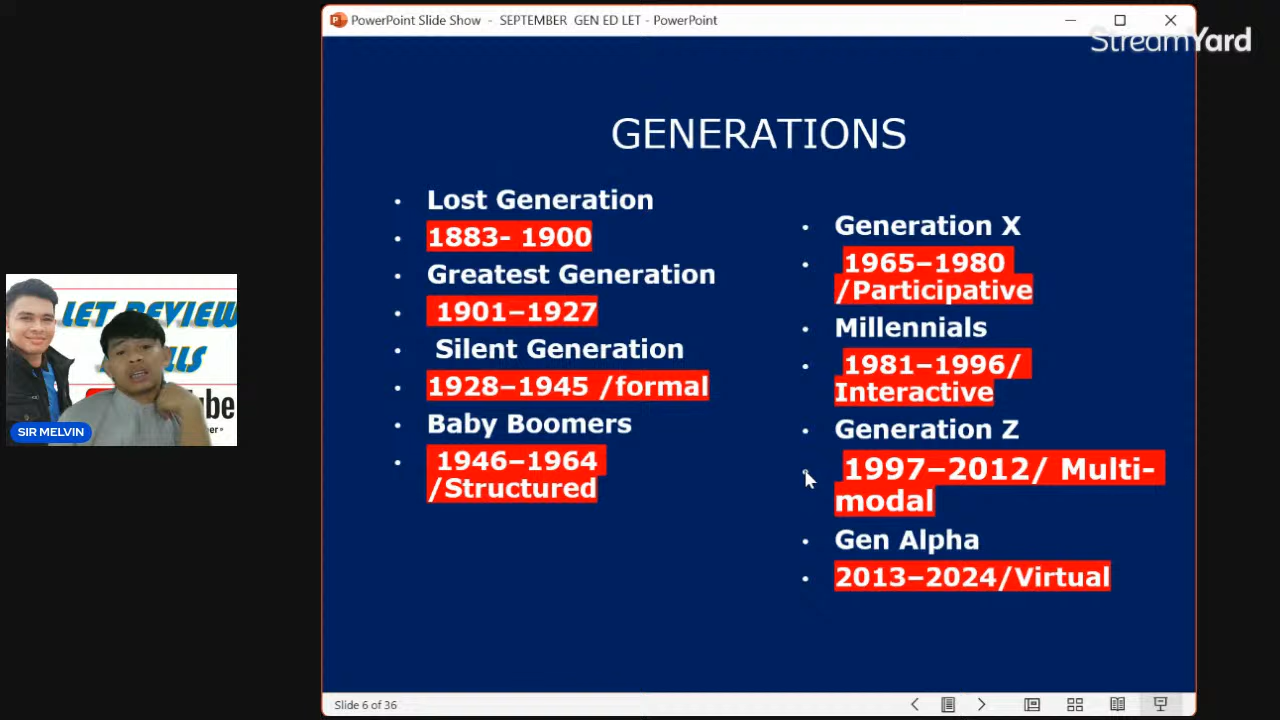 PowerPoint Slide Show - SEPTEMBER GEN ED LET - PowerPoint
StreamYard
GENERATIONS
• Lost Generation
• 1883- 1900
• Greatest Generation
• 1901–1927
• Silent Generation
• 1928–1945 /formal
• Baby Boomers
• 1946–1964
/Structured
• Generation X
• 1965–1980
/Participative
• Millennials
• 1981–1996/
Interactive
• Generation Z
• 1997–2012/ Multi-
modal
• Gen Alpha
• 2013–2024/Virtual
LET REVIEW
SIR MELVIN
Slide 6 of 36